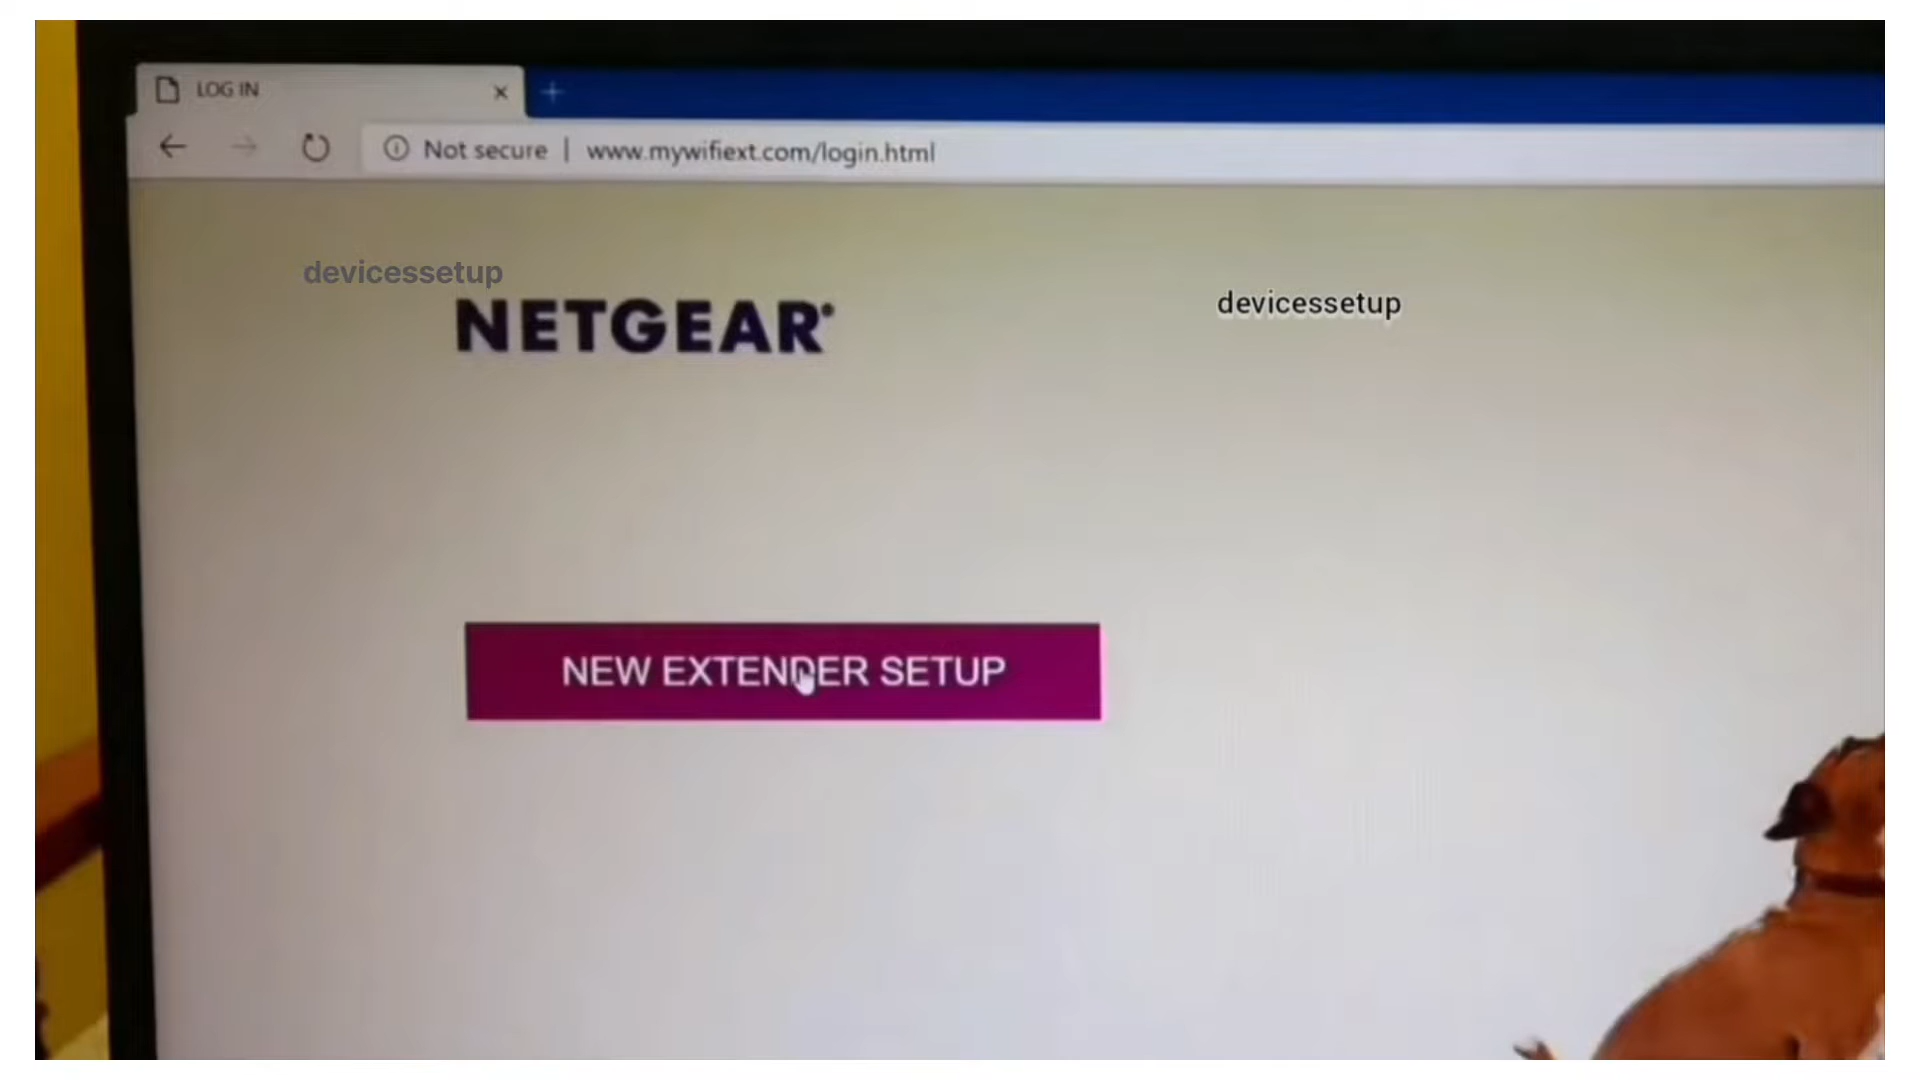 LOG IN
Not secure | www.mywifiext.com/login.html
devicessetup
NETGEAR®
devicessetup
NEW EXTENDER SETUP